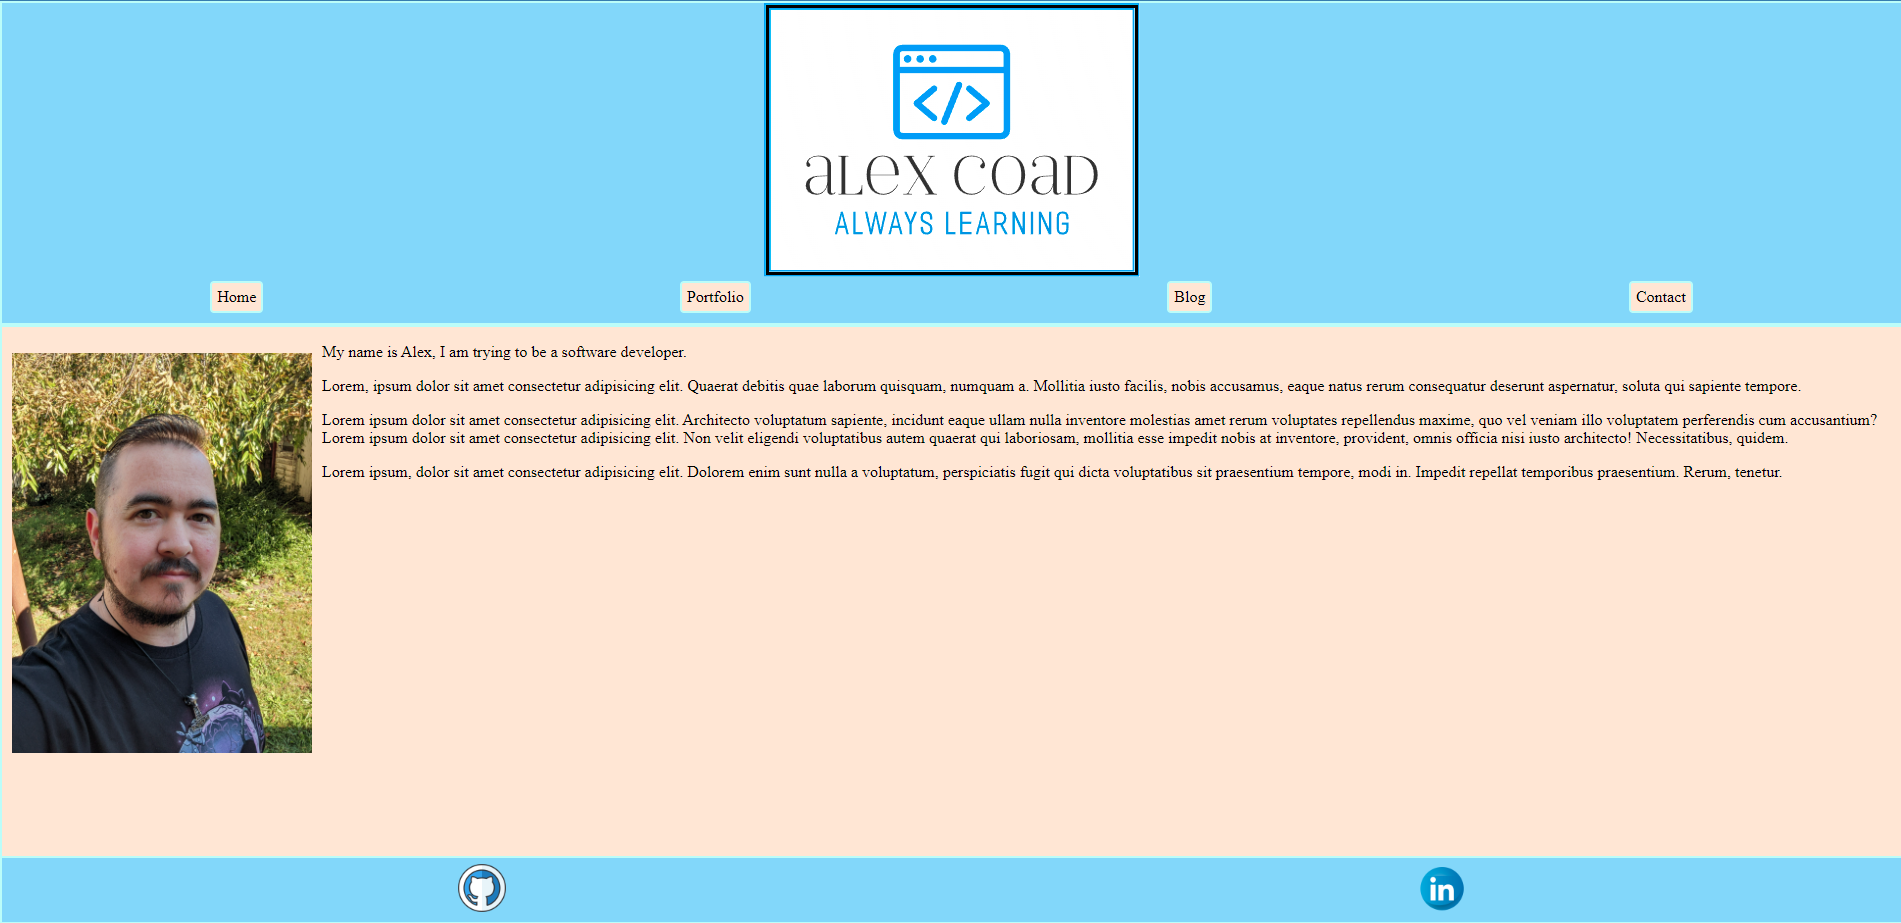 </>
aLex coaD
ALWAYS LEARNING
Home Portfolio Blog Contact
My name is Alex, I am trying to be a software developer.
Lorem, ipsum dolor sit amet consectetur adipisicing elit. Quaerat debitis quae laborum quisquam, numquam a. Mollitia iusto facilis, nobis accusamus, eaque natus rerum consequatur deserunt aspernatur, soluta qui sapiente tempore.
Lorem ipsum dolor sit amet consectetur adipisicing elit. Architecto voluptatum sapiente, incidunt eaque ullam nulla inventore molestias amet rerum voluptates repellendus maxime, quo vel veniam illo voluptatem perferendis cum accusantium?
Lorem ipsum dolor sit amet consectetur adipisicing elit. Non velit eligendi voluptatibus autem quaerat qui laboriosam, mollitia esse impedit nobis at inventore, provident, omnis officia nisi iusto architecto! Necessitatibus, quidem.
Lorem ipsum, dolor sit amet consectetur adipisicing elit. Dolorem enim sunt nulla a voluptatum, perspiciatis fugit qui dicta voluptatibus sit praesentium tempore, modi in. Impedit repellat temporibus praesentium. Rerum, tenetur.
in